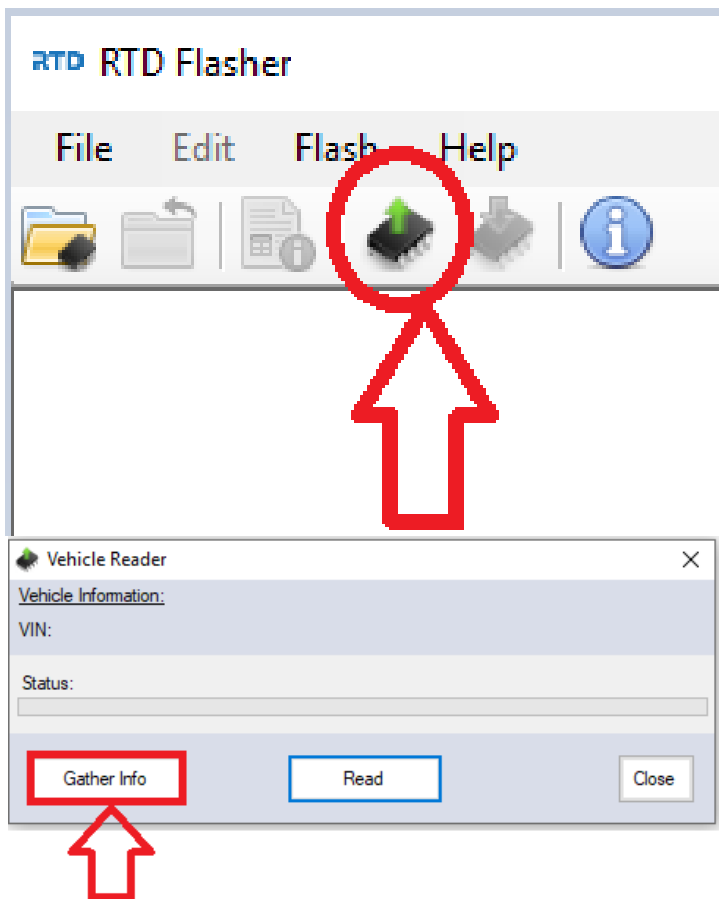 RTD RTD Flasher
File Edit Flash Help
Vehicle Reader
Vehicle Information:
VIN:
Status:
Gather Info Read Close